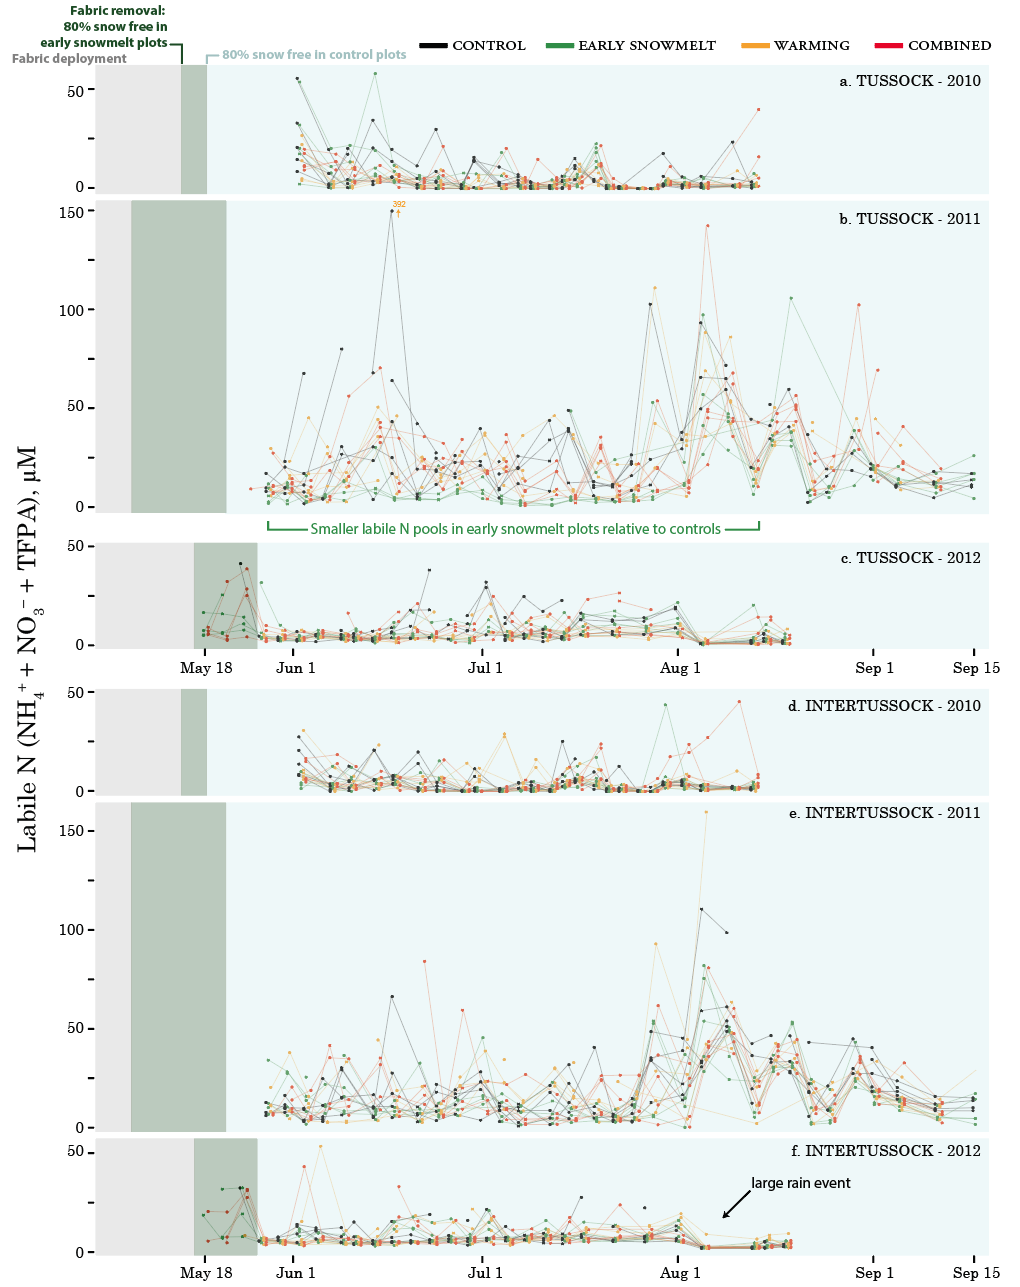 Fabric removal:
80% snow free in
early snowmelt plots
Fabric deployment
80% snow free in control plots
CONTROL
EARLY SNOWMELT
WARMING
COMBINED
a. TUSSOCK - 2010
50
0
392
b. TUSSOCK - 2011
150
100
50
0
Smaller labile N pools in early snowmelt plots relative to controls
c. TUSSOCK - 2012
50
0
May 18
Jun 1
Jul 1
Aug 1
Sep 1
Sep 15
Labile N (NH₄⁺ + NO₃⁻ + TFPA), µM
d. INTERTUSSOCK - 2010
50
0
e. INTERTUSSOCK - 2011
150
100
50
0
f. INTERTUSSOCK - 2012
50
large rain event
0
May 18
Jun 1
Jul 1
Aug 1
Sep 1
Sep 15